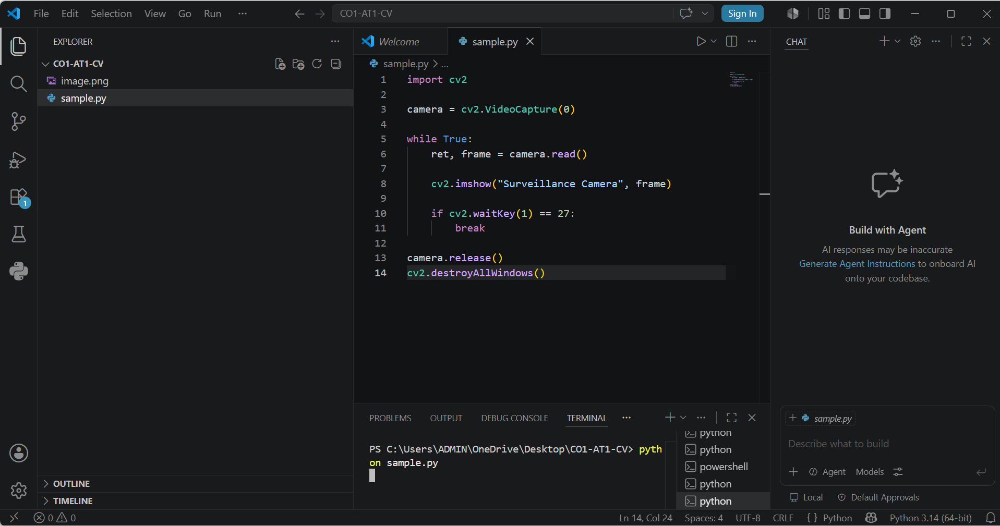 File Edit Selection View Go Run ...
CO1-AT1-CV
Sign In
EXPLORER
CO1-AT1-CV
image.png
sample.py
OUTLINE
TIMELINE
Welcome
sample.py
sample.py > ...
1 import cv2
2
3 camera = cv2.VideoCapture(0)
4
5 while True:
6 ret, frame = camera.read()
7
8 cv2.imshow("Surveillance Camera", frame)
9
10 if cv2.waitKey(1) == 27:
11 break
12
13 camera.release()
14 cv2.destroyAllWindows()
PROBLEMS OUTPUT DEBUG CONSOLE TERMINAL ...
PS C:\Users\ADMIN\OneDrive\Desktop\CO1-AT1-CV> pyth
on sample.py
python
python
powershell
python
python
CHAT
Build with Agent
AI responses may be inaccurate
Generate Agent Instructions to onboard AI
onto your codebase.
sample.py
Describe what to build
Agent Models
Local Default Approvals
1
0 0
Ln 14, Col 24 Spaces: 4 UTF-8 CRLF { } Python Python 3.14 (64-bit)